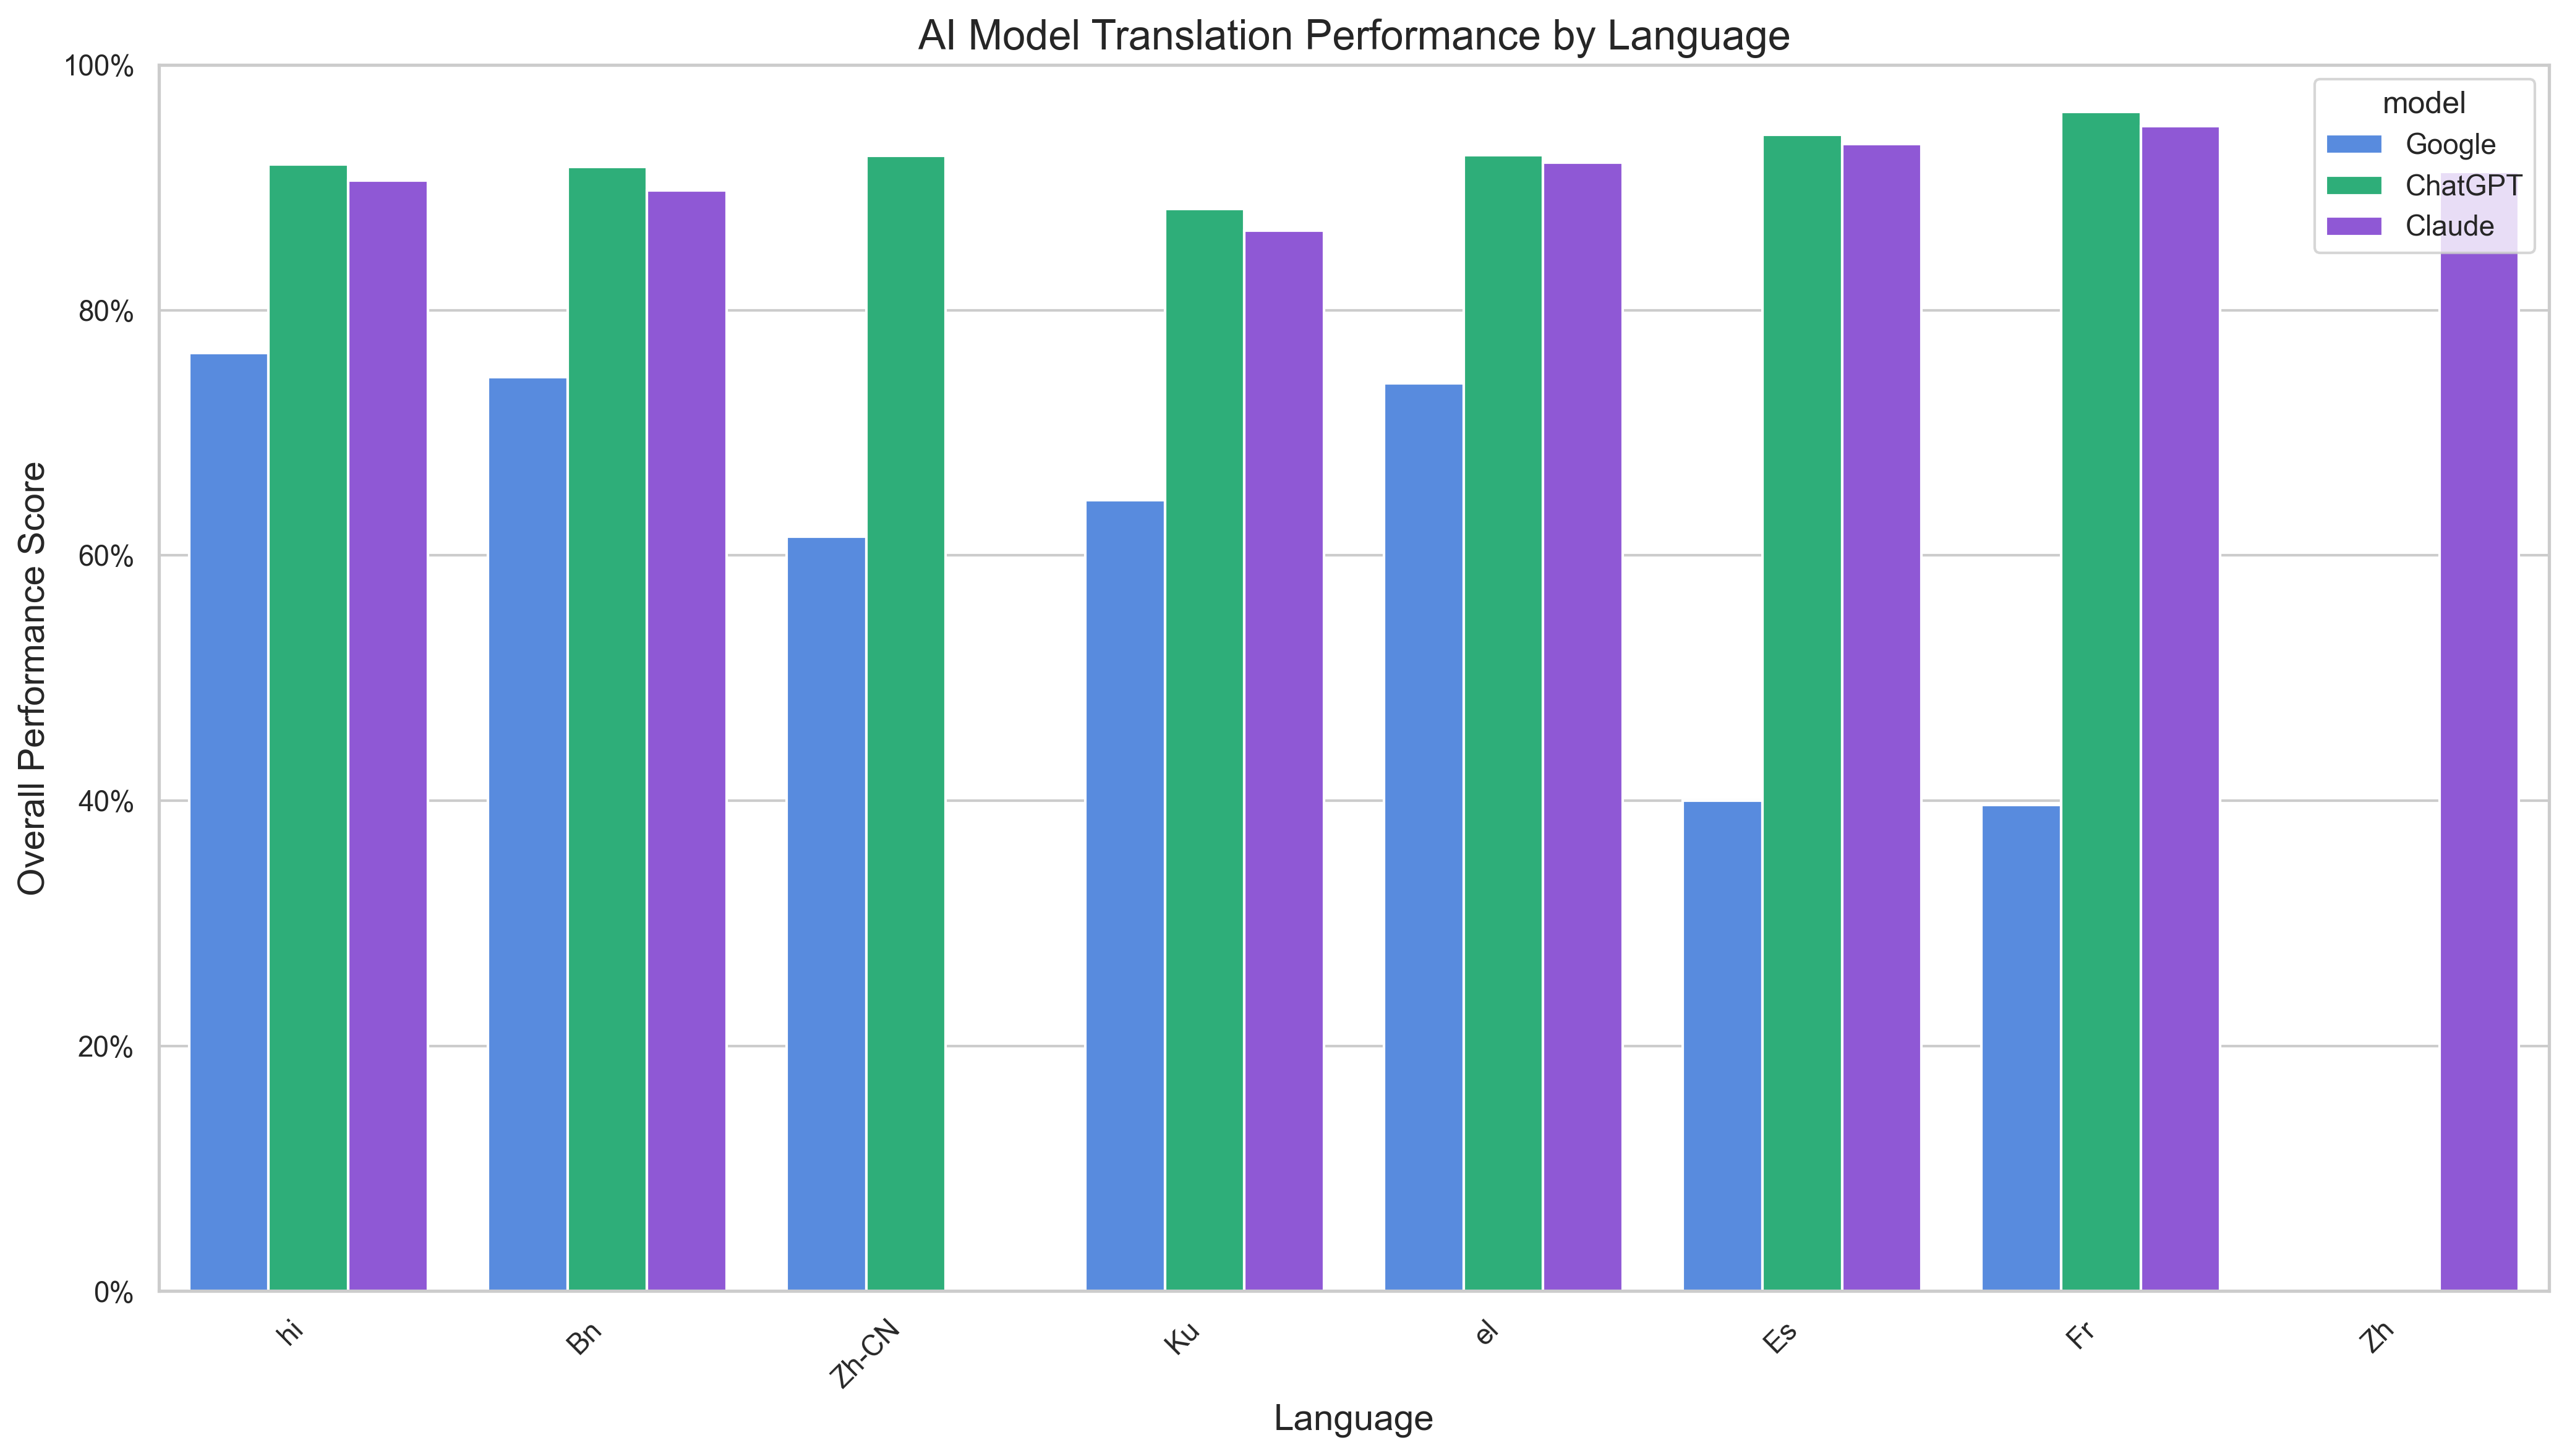 AI Model Translation Performance by Language
100%
80%
60%
40%
20%
0%
Overall Performance Score
model
Google
ChatGPT
Claude
hi
Bn
Zh-CN
Ku
el
Es
Fr
Zh
Language